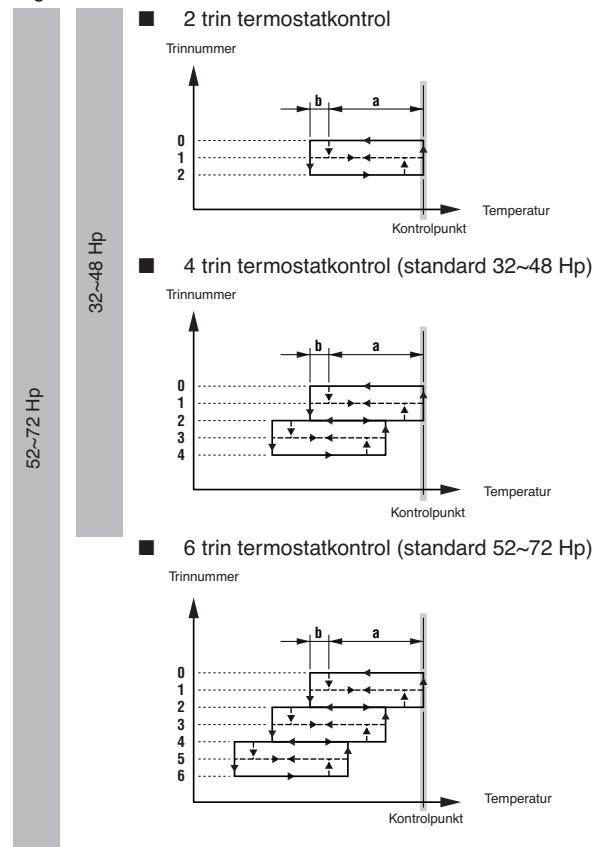 52~72 Hp
32~48 Hp
■ 2 trin termostatkontrol
Trinnummer
b a
0
1
2
Temperatur
Kontrolpunkt
■ 4 trin termostatkontrol (standard 32~48 Hp)
Trinnummer
b a
0
1
2
3
4
Temperatur
Kontrolpunkt
■ 6 trin termostatkontrol (standard 52~72 Hp)
Trinnummer
b a
0
1
2
3
4
5
6
Temperatur
Kontrolpunkt